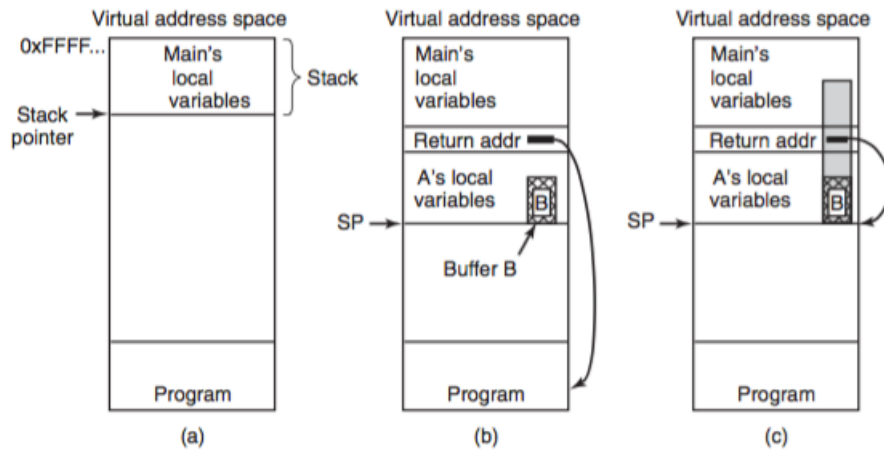 Virtual address space
0xFFFF...
Main's
local
variables
Stack
Stack
pointer
Program
(a)
Virtual address space
Main's
local
variables
Return addr
A's local
variables
B
SP
Buffer B
Program
(b)
Virtual address space
Main's
local
variables
Return addr
A's local
variables
B
SP
Program
(c)